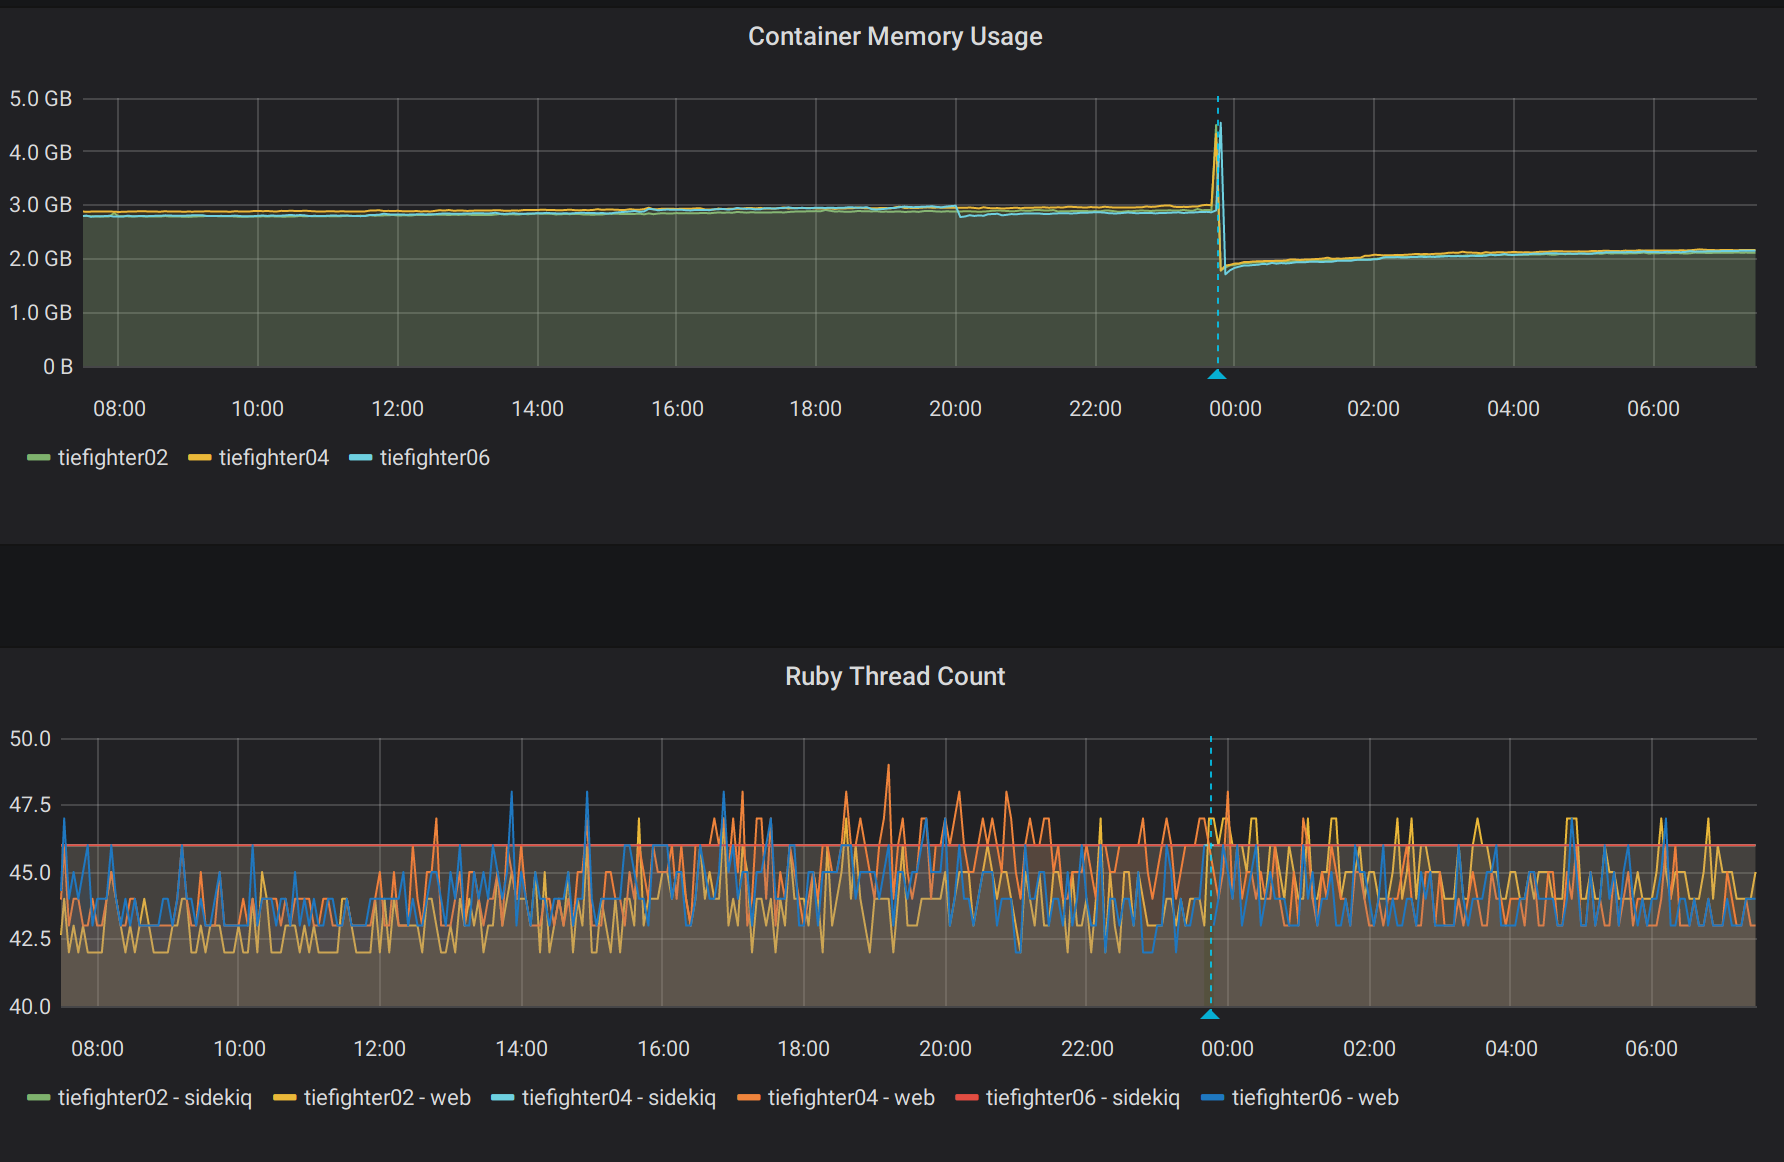 Container Memory Usage
5.0 GB
4.0 GB
3.0 GB
2.0 GB
1.0 GB
0 B
08:00 10:00 12:00 14:00 16:00 18:00 20:00 22:00 00:00 02:00 04:00 06:00
tiefighter02 tiefighter04 tiefighter06
Ruby Thread Count
50.0
47.5
45.0
42.5
40.0
08:00 10:00 12:00 14:00 16:00 18:00 20:00 22:00 00:00 02:00 04:00 06:00
tiefighter02 - sidekiq tiefighter02 - web tiefighter04 - sidekiq tiefighter04 - web tiefighter06 - sidekiq tiefighter06 - web